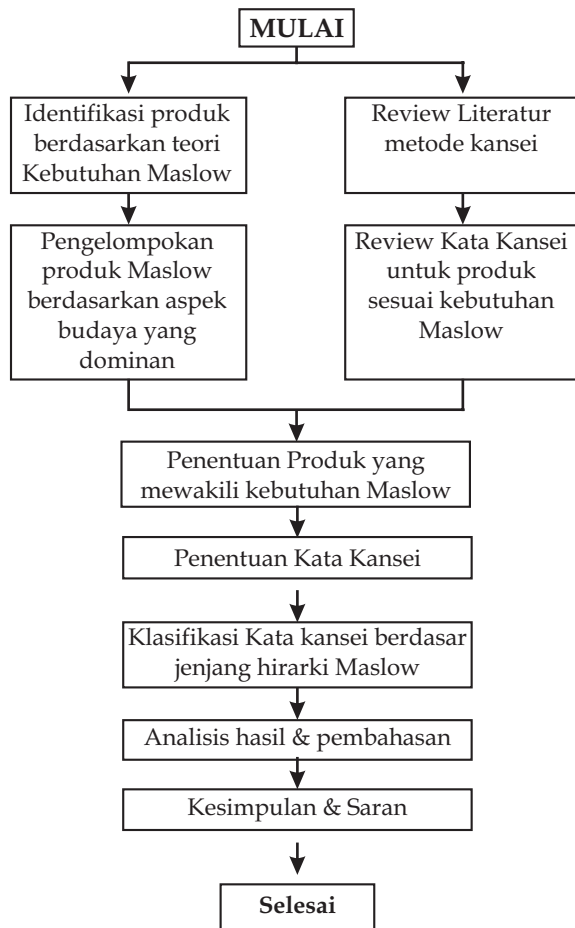 MULAI
Identifikasi produk
berdasarkan teori
Kebutuhan Maslow
Review Literatur
metode kansei
Pengelompokan
produk Maslow
berdasarkan aspek
budaya yang
dominan
Review Kata Kansei
untuk produk
sesuai kebutuhan
Maslow
Penentuan Produk yang
mewakili kebutuhan Maslow
Penentuan Kata Kansei
Klasifikasi Kata kansei berdasar
jenjang hirarki Maslow
Analisis hasil & pembahasan
Kesimpulan & Saran
Selesai